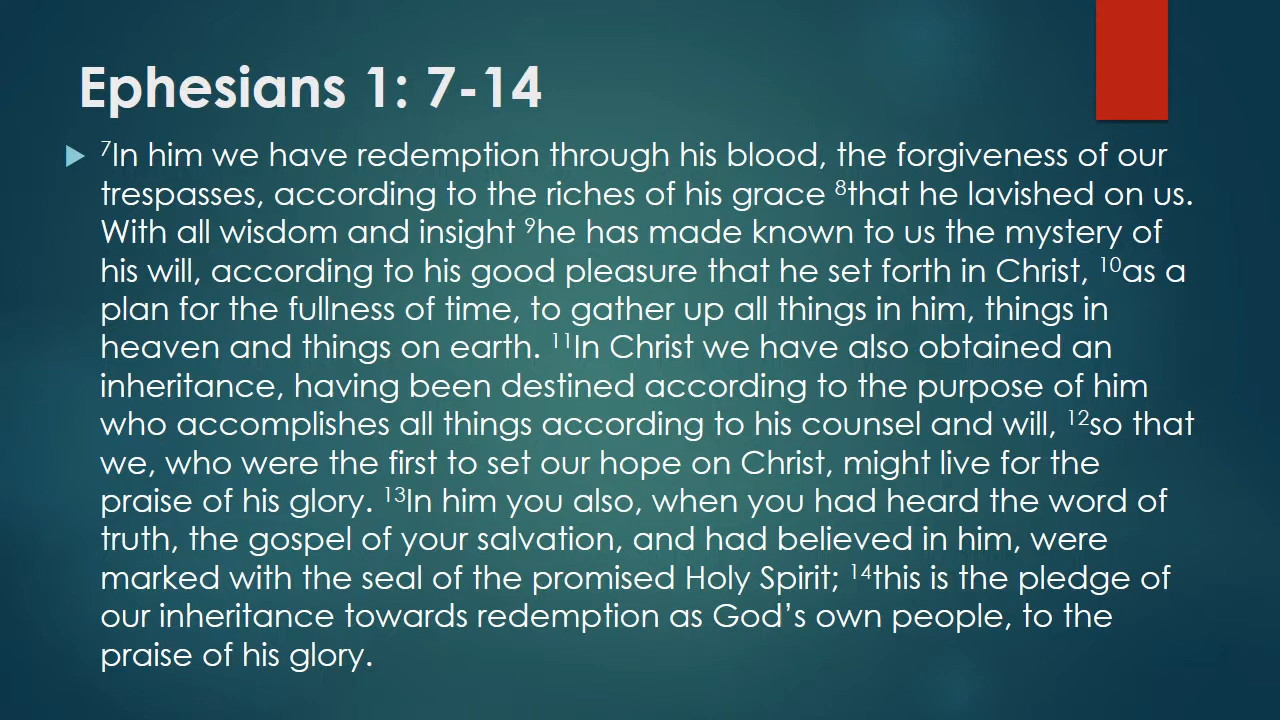 Ephesians 1: 7-14
⁷In him we have redemption through his blood, the forgiveness of our
trespasses, according to the riches of his grace ⁸that he lavished on us.
With all wisdom and insight ⁹he has made known to us the mystery of
his will, according to his good pleasure that he set forth in Christ, ¹⁰as a
plan for the fullness of time, to gather up all things in him, things in
heaven and things on earth. ¹¹In Christ we have also obtained an
inheritance, having been destined according to the purpose of him
who accomplishes all things according to his counsel and will, ¹²so that
we, who were the first to set our hope on Christ, might live for the
praise of his glory. ¹³In him you also, when you had heard the word of
truth, the gospel of your salvation, and had believed in him, were
marked with the seal of the promised Holy Spirit; ¹⁴this is the pledge of
our inheritance towards redemption as God’s own people, to the
praise of his glory.